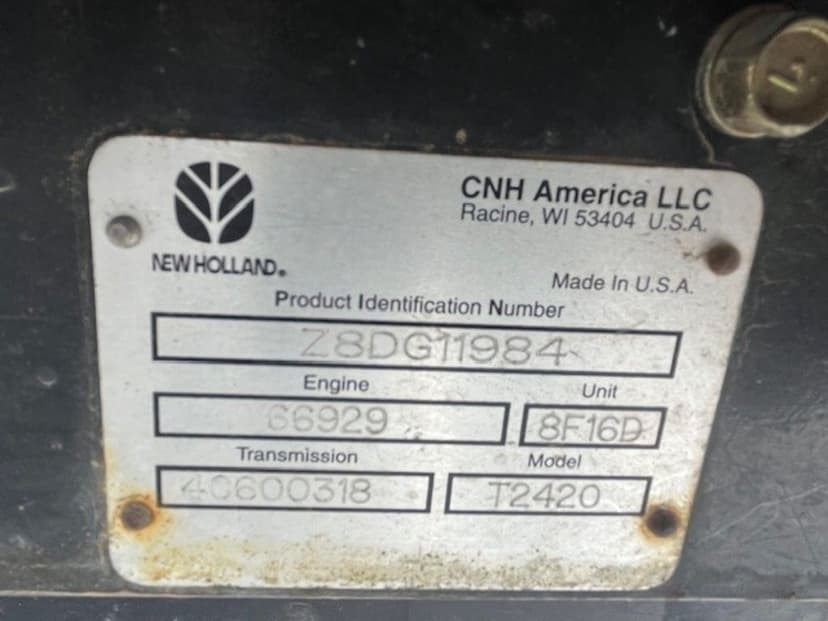 NEW HOLLAND®
CNH America LLC
Racine, WI 53404 U.S.A.
Made In U.S.A.
Product Identification Number
Z8DG11984
Engine
66929
Unit
8F16D
Transmission
40600318
Model
T2420